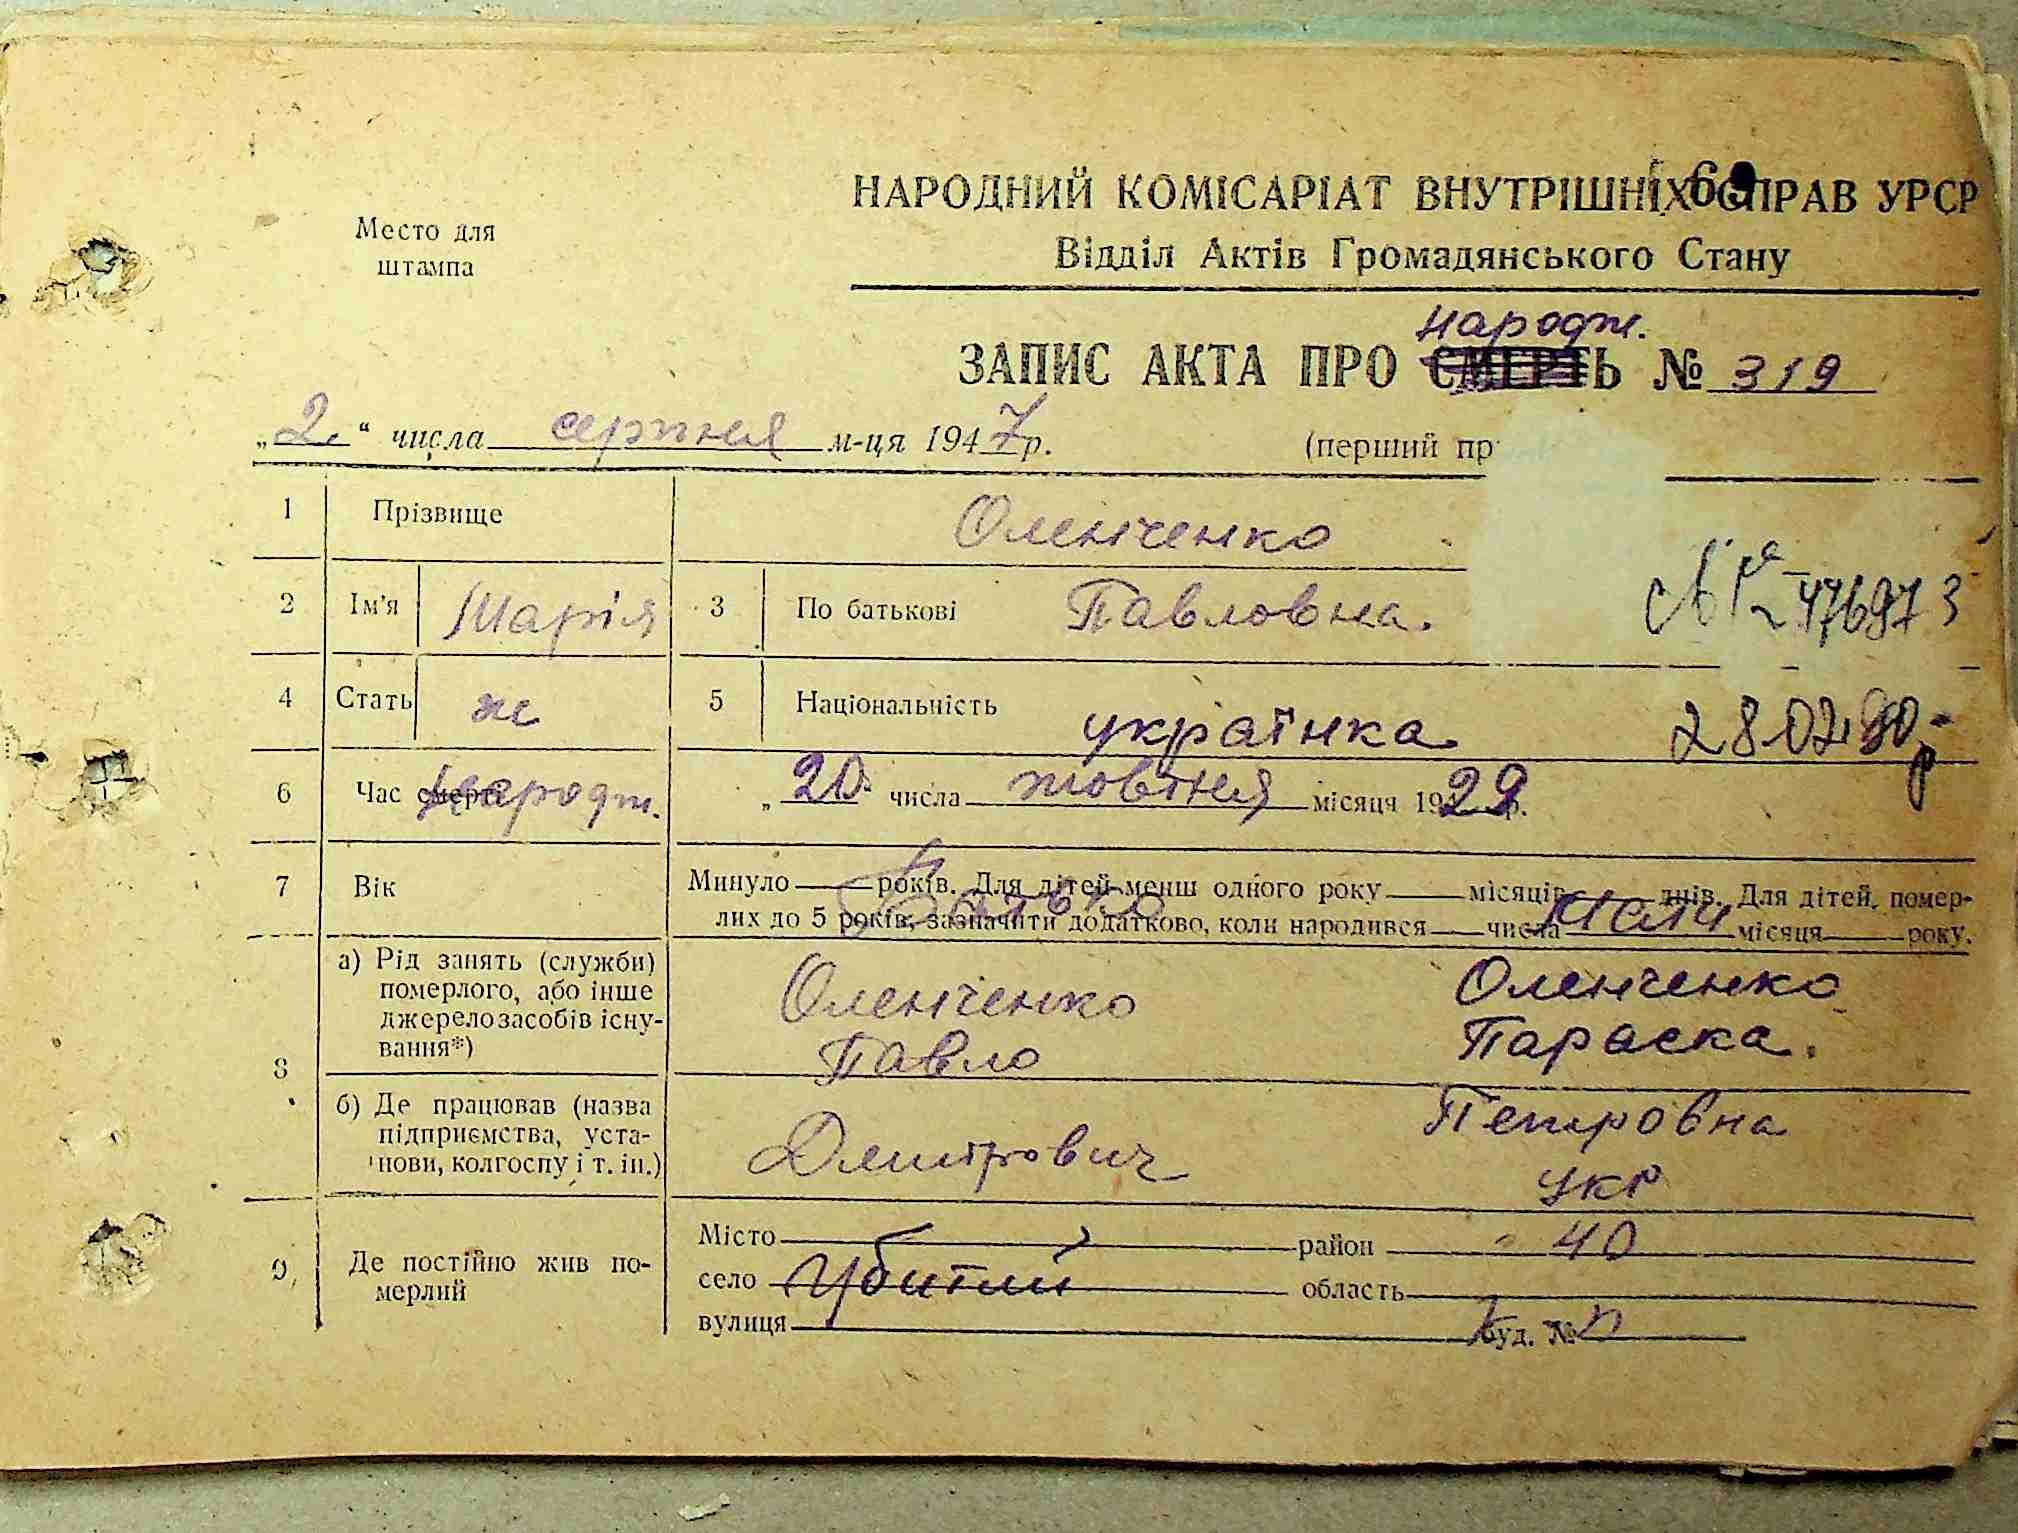 69
НАРОДНИЙ КОМІСАРІАТ ВНУТРІШНІХ СПРАВ УРСР
Место для штампа
Відділ Актів Громадянського Стану
народж.
ЗАПИС АКТА ПРО СМЕРТЬ № 319
„2.“ числа серпня м-ця 1947 р. (перший пр
1 Прізвище Оленченко
2 Ім'я Марія 3 По батькові Павловна.
№ 476973
4 Стать ж 5 Національність українка
28.02.90р
6 Час смерти народж. „20“ числа жовтня місяця 1929 р.
7 Вік Минуло років. Для дітей менш одного року місяців днів. Для дітей, помер-
лих до 5 років, зазначити додатково, коли народився числа місяця року.
Батько Мати
8 а) Рід занять (служби) померлого, або інше джерело засобів існування*)
Оленченко Оленченко
Павло Параска.
б) Де працював (назва підприємства, установи, колгоспу і т. ін.)
Дмитрович Петровна
укр
9 Де постійно жив померлий
Місто район 40
село Убитий область
вулиця буд. №